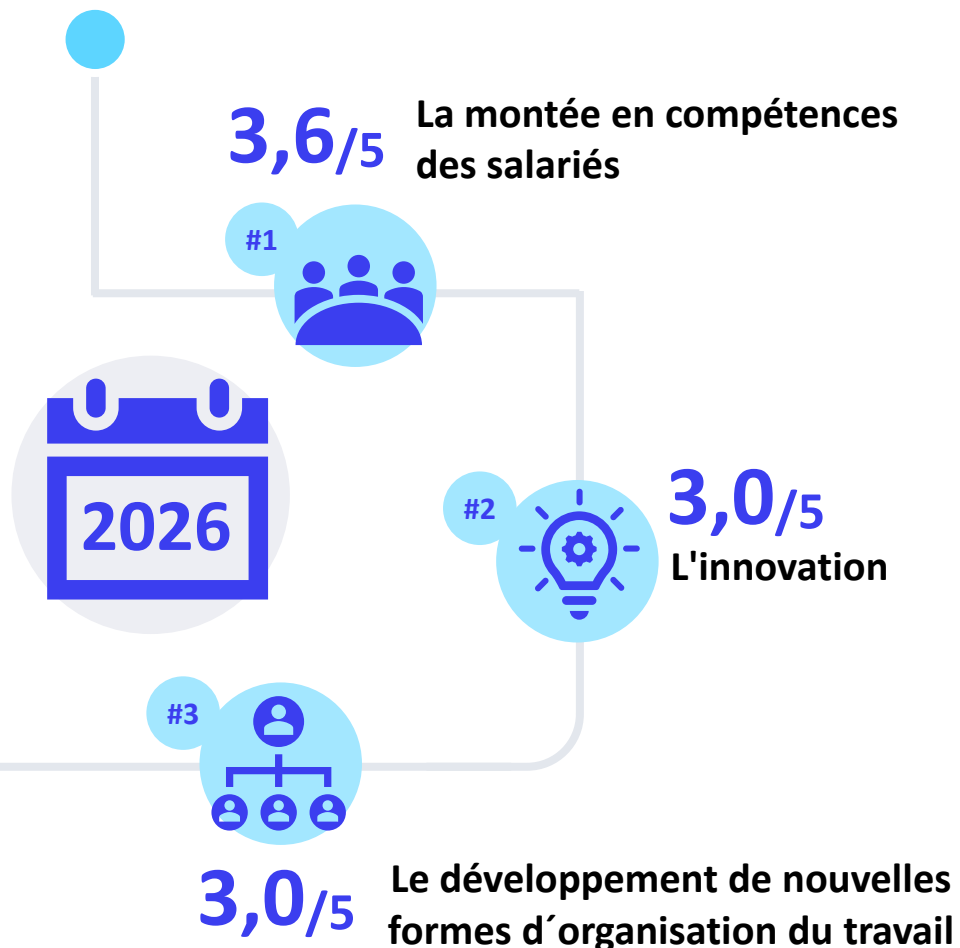 3,6/5
La montée en compétences
des salariés
#1
2026
#2
3,0/5
L'innovation
#3
3,0/5
Le développement de nouvelles
formes d´organisation du travail